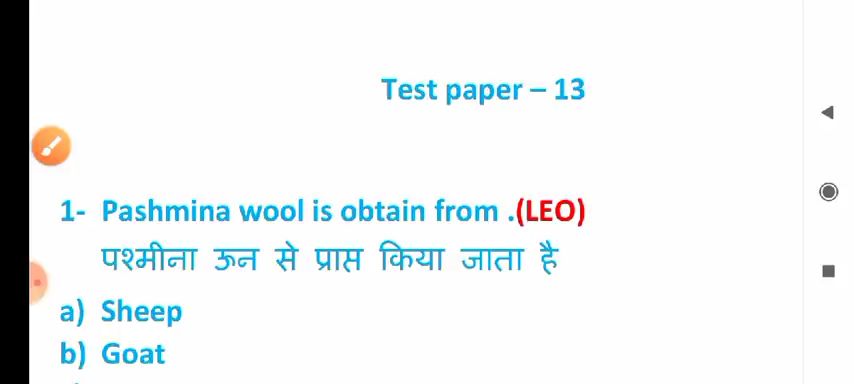 Test paper – 13
1- Pashmina wool is obtain from .(LEO)
पश्मीना ऊन से प्राप्त किया जाता है
a) Sheep
b) Goat